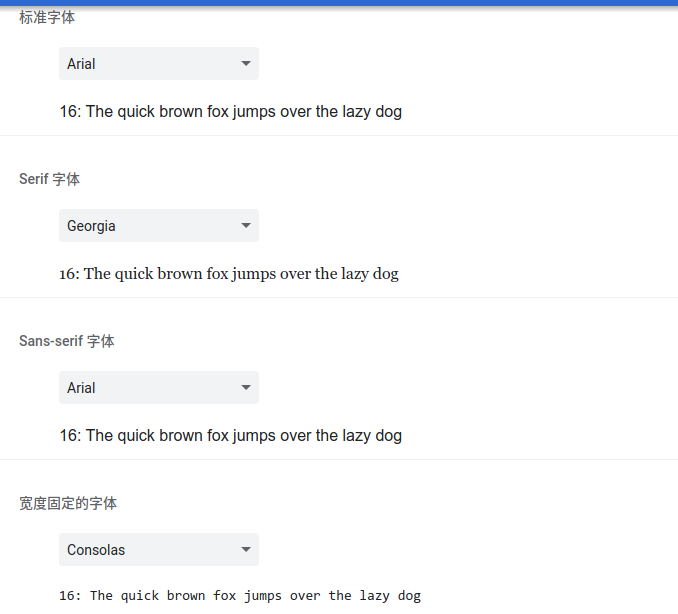 标准字体
Arial
16: The quick brown fox jumps over the lazy dog
Serif 字体
Georgia
16: The quick brown fox jumps over the lazy dog
Sans-serif 字体
Arial
16: The quick brown fox jumps over the lazy dog
宽度固定的字体
Consolas
16: The quick brown fox jumps over the lazy dog